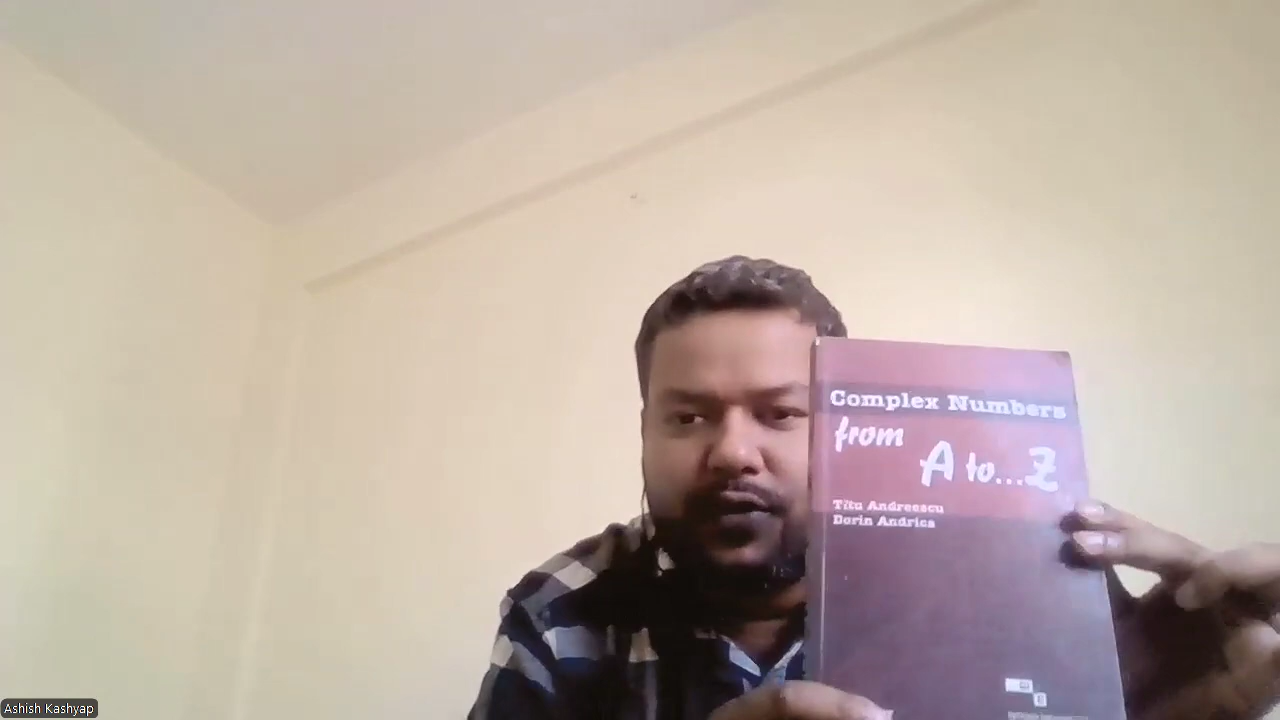 Complex Numbers
from
A to...Z
Titu Andreescu
Dorin Andrica
Ashish Kashyap